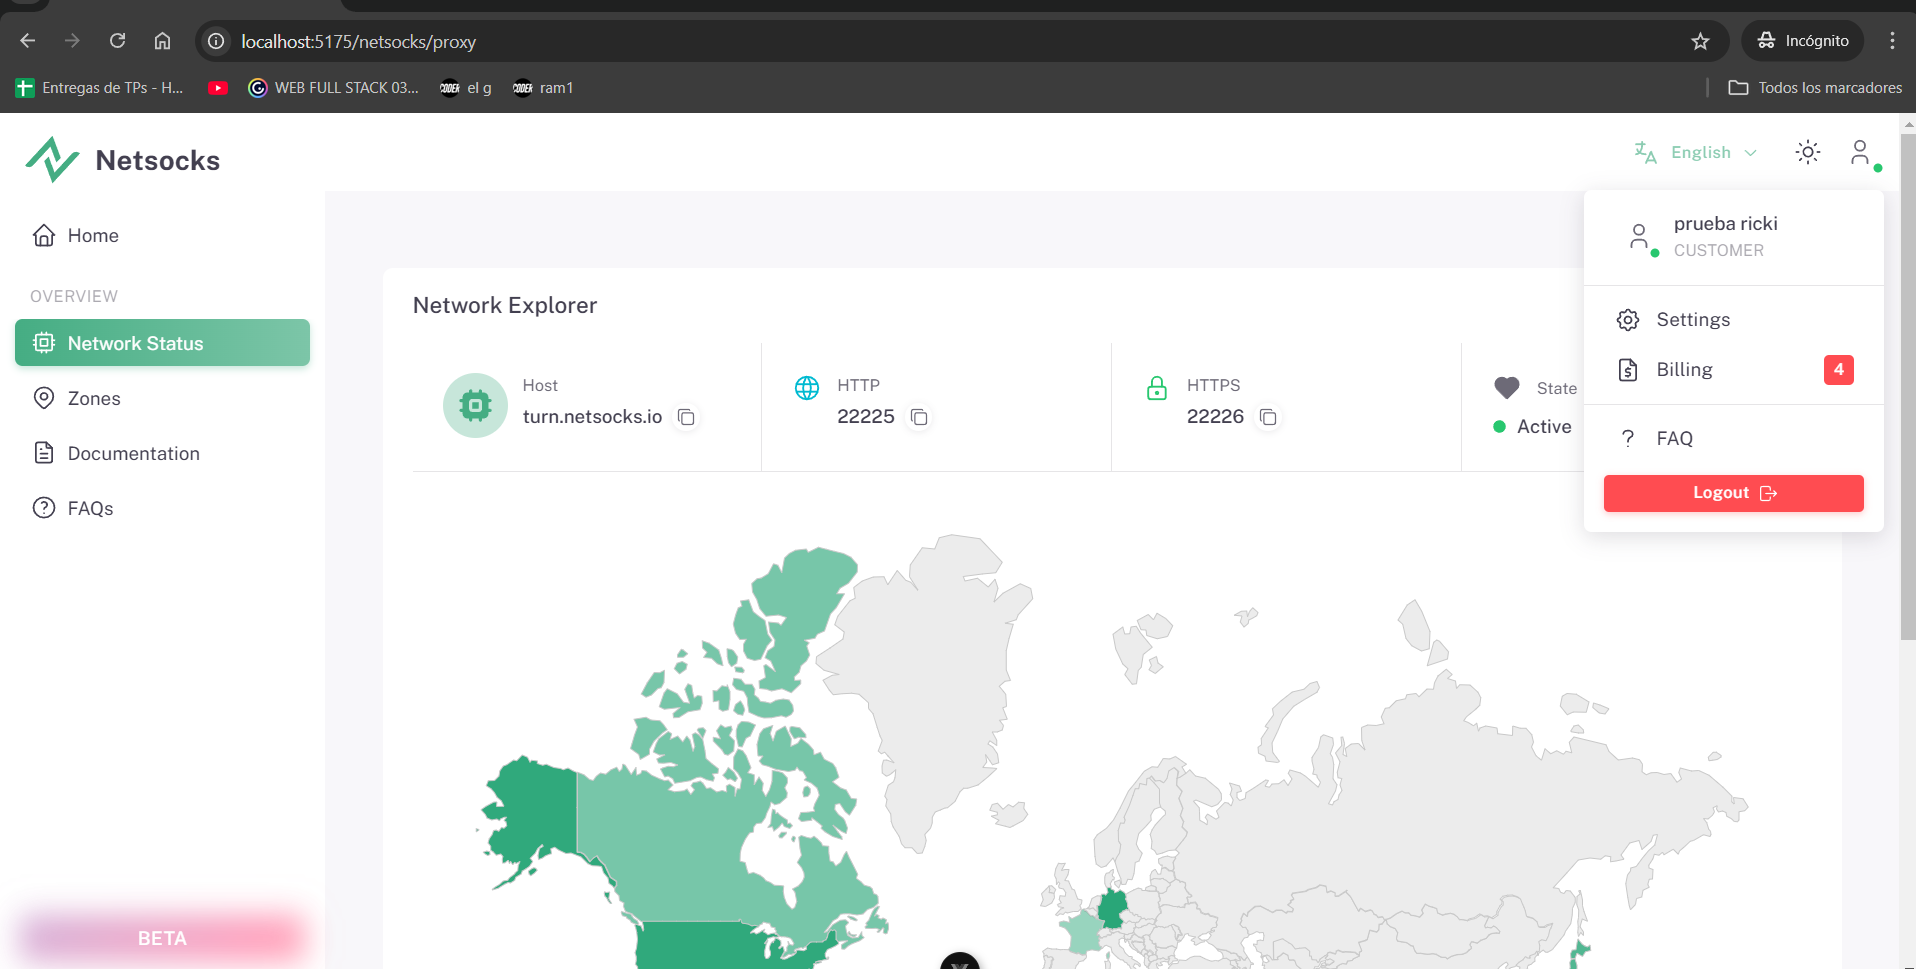 localhost:5175/netsocks/proxy
Incógnito
Entregas de TPs - H...
WEB FULL STACK 03...
CODER
el g
CODER
ram1
Todos los marcadores
Netsocks
English
Home
OVERVIEW
Network Status
Zones
Documentation
FAQs
BETA
Network Explorer
Host
turn.netsocks.io
HTTP
22225
HTTPS
22226
State
Active
prueba ricki
CUSTOMER
Settings
Billing
4
FAQ
Logout